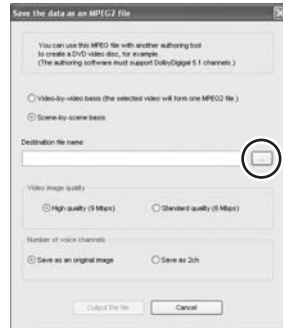 Save the data as an MPEG2 file
You can use this MPEG file with another authoring tool
to create a DVD video disc, for example.
(The authoring software must support DolbyDigigal 5.1 channels.)
Video-by-video basis (the selected video will form one MPEG2 file.)
Scene-by-scene basis
Destination file name
...
Video image quality
High quality (9 Mbps)
Standard quality (6 Mbps)
Number of voice channels
Save as an original image
Save as 2ch
Output the file
Cancel